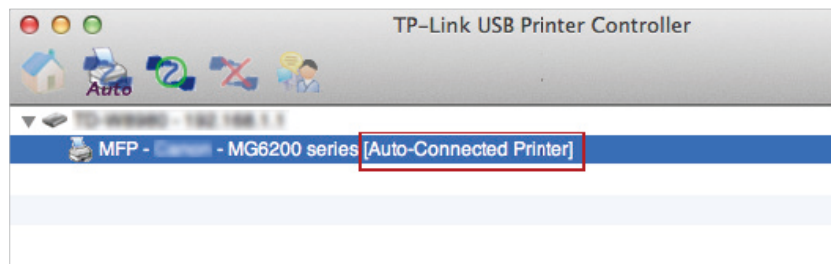 TP-Link USB Printer Controller
Auto
MFP - - MG6200 series [Auto-Connected Printer]